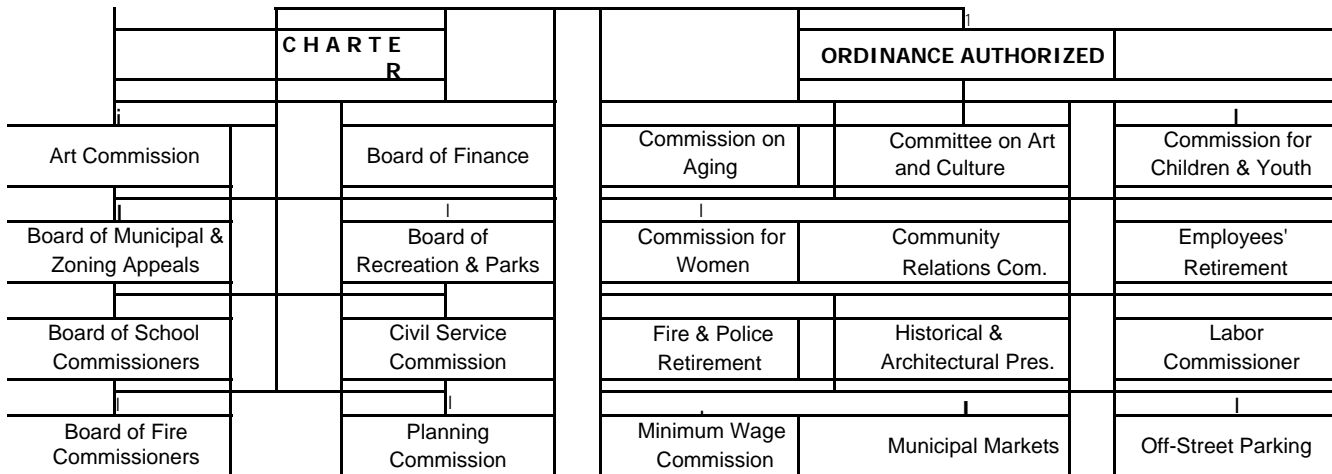 CHARTE
R
ORDINANCE AUTHORIZED
Art Commission
Board of Finance
Commission on
Aging
Committee on Art
and Culture
Commission for
Children & Youth
Board of Municipal &
Zoning Appeals
Board of
Recreation & Parks
Commission for
Women
Community
Relations Com.
Employees'
Retirement
Board of School
Commissioners
Civil Service
Commission
Fire & Police
Retirement
Historical &
Architectural Pres.
Labor
Commissioner
Board of Fire
Commissioners
Planning
Commission
Minimum Wage
Commission
Municipal Markets
Off-Street Parking